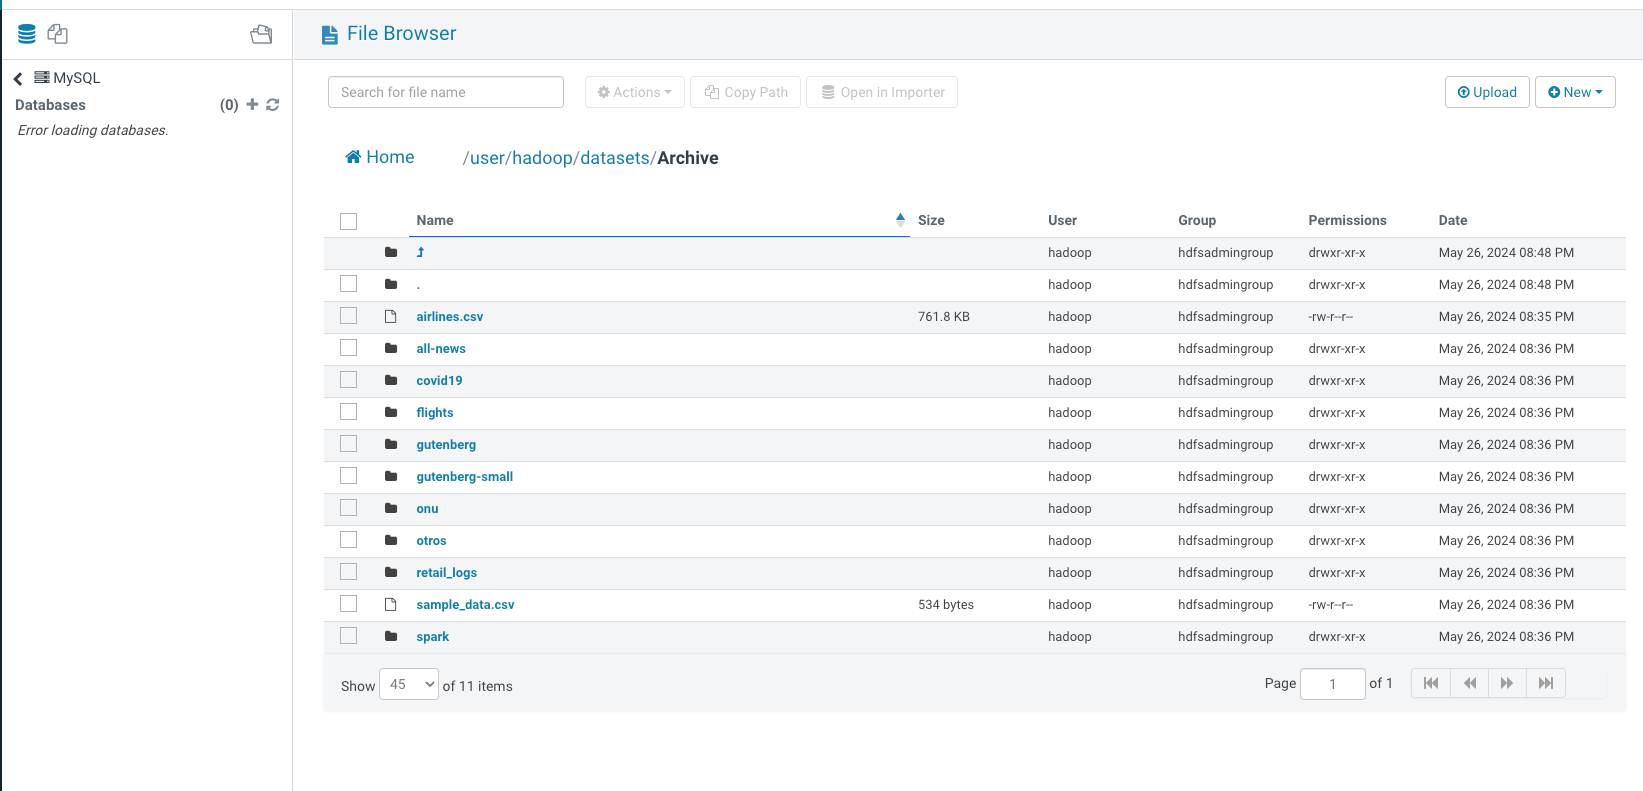 File Browser
MySQL
Databases (0)
Error loading databases.
Search for file name Actions Copy Path Open in Importer Upload New
Home /user/hadoop/datasets/Archive
Name Size User Group Permissions Date
hadoop hdfsadmingroup drwxr-xr-x May 26, 2024 08:48 PM
. hadoop hdfsadmingroup drwxr-xr-x May 26, 2024 08:48 PM
airlines.csv 761.8 KB hadoop hdfsadmingroup -rw-r--r-- May 26, 2024 08:35 PM
all-news hadoop hdfsadmingroup drwxr-xr-x May 26, 2024 08:36 PM
covid19 hadoop hdfsadmingroup drwxr-xr-x May 26, 2024 08:36 PM
flights hadoop hdfsadmingroup drwxr-xr-x May 26, 2024 08:36 PM
gutenberg hadoop hdfsadmingroup drwxr-xr-x May 26, 2024 08:36 PM
gutenberg-small hadoop hdfsadmingroup drwxr-xr-x May 26, 2024 08:36 PM
onu hadoop hdfsadmingroup drwxr-xr-x May 26, 2024 08:36 PM
otros hadoop hdfsadmingroup drwxr-xr-x May 26, 2024 08:36 PM
retail_logs hadoop hdfsadmingroup drwxr-xr-x May 26, 2024 08:36 PM
sample_data.csv 534 bytes hadoop hdfsadmingroup -rw-r--r-- May 26, 2024 08:36 PM
spark hadoop hdfsadmingroup drwxr-xr-x May 26, 2024 08:36 PM
Show 45 of 11 items Page 1 of 1